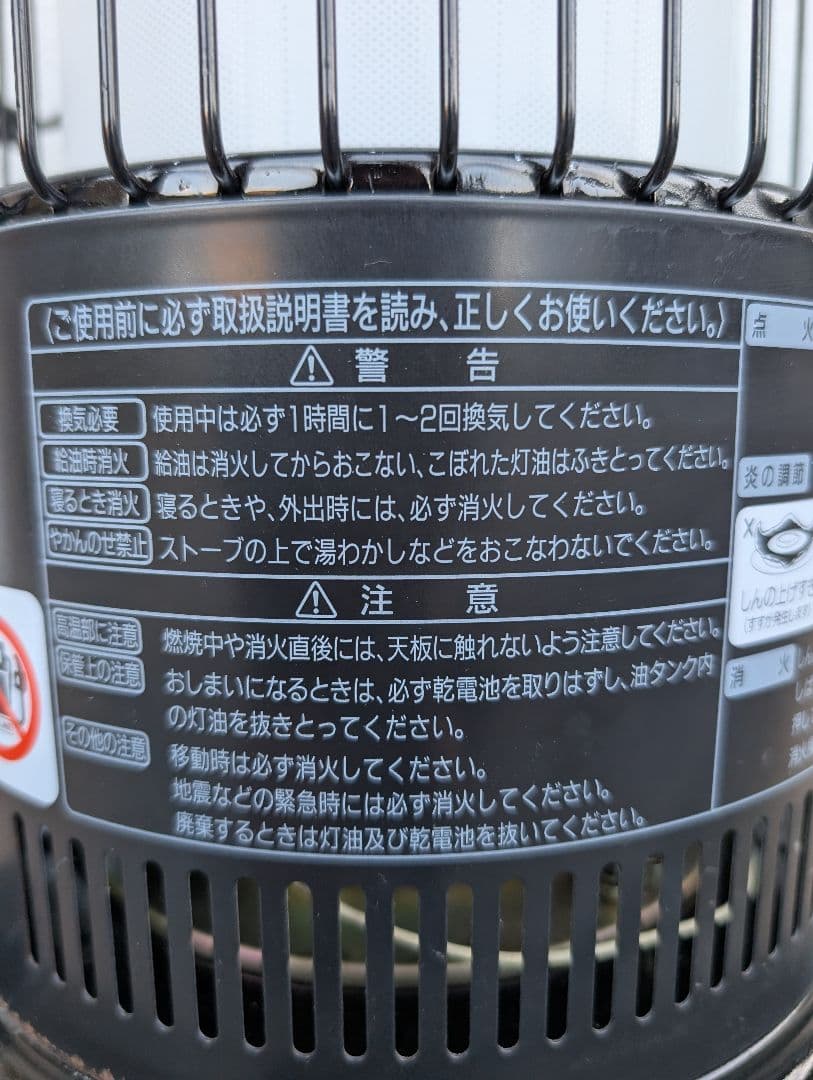 〈ご使用前に必ず取扱説明書を読み、正しくお使いください。〉
警告
換気必要 使用中は必ず1時間に1〜2回換気してください。
給油時消火 給油は消火してからおこない、こぼれた灯油はふきとってください。
寝るとき消火 寝るときや、外出時には、必ず消火してください。
やかんのせ禁止 ストーブの上で湯わかしなどをおこなわないでください。
注意
高温部に注意 燃焼中や消火直後には、天板に触れないよう注意してください。
保管上の注意 おしまいになるときは、必ず乾電池を取りはずし、油タンク内
の灯油を抜きとってください。
その他の注意 移動時は必ず消火してください。
地震などの緊急時には必ず消火してください。
廃棄するときは灯油及び乾電池を抜いてください。
点火
炎の調節
×
しんの上げすぎ
(すすが発生します)
消火